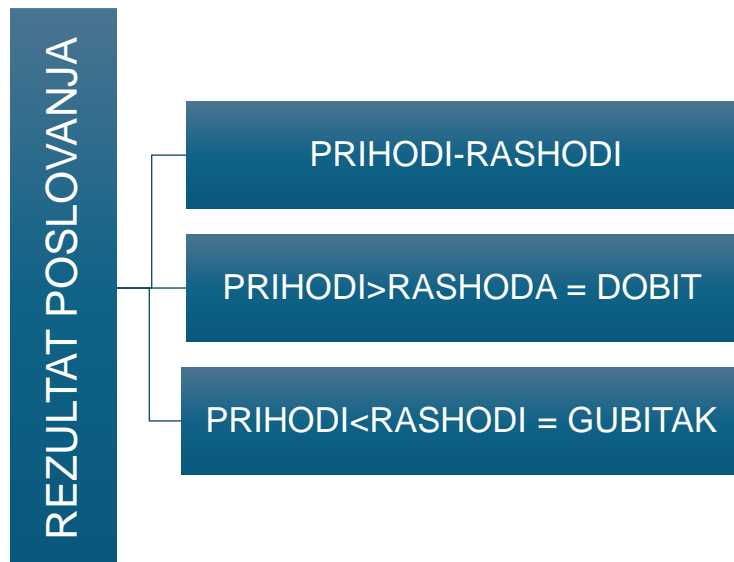 REZULTAT POSLOVANJA
PRIHODI-RASHODI
PRIHODI>RASHODA = DOBIT
PRIHODI<RASHODI = GUBITAK